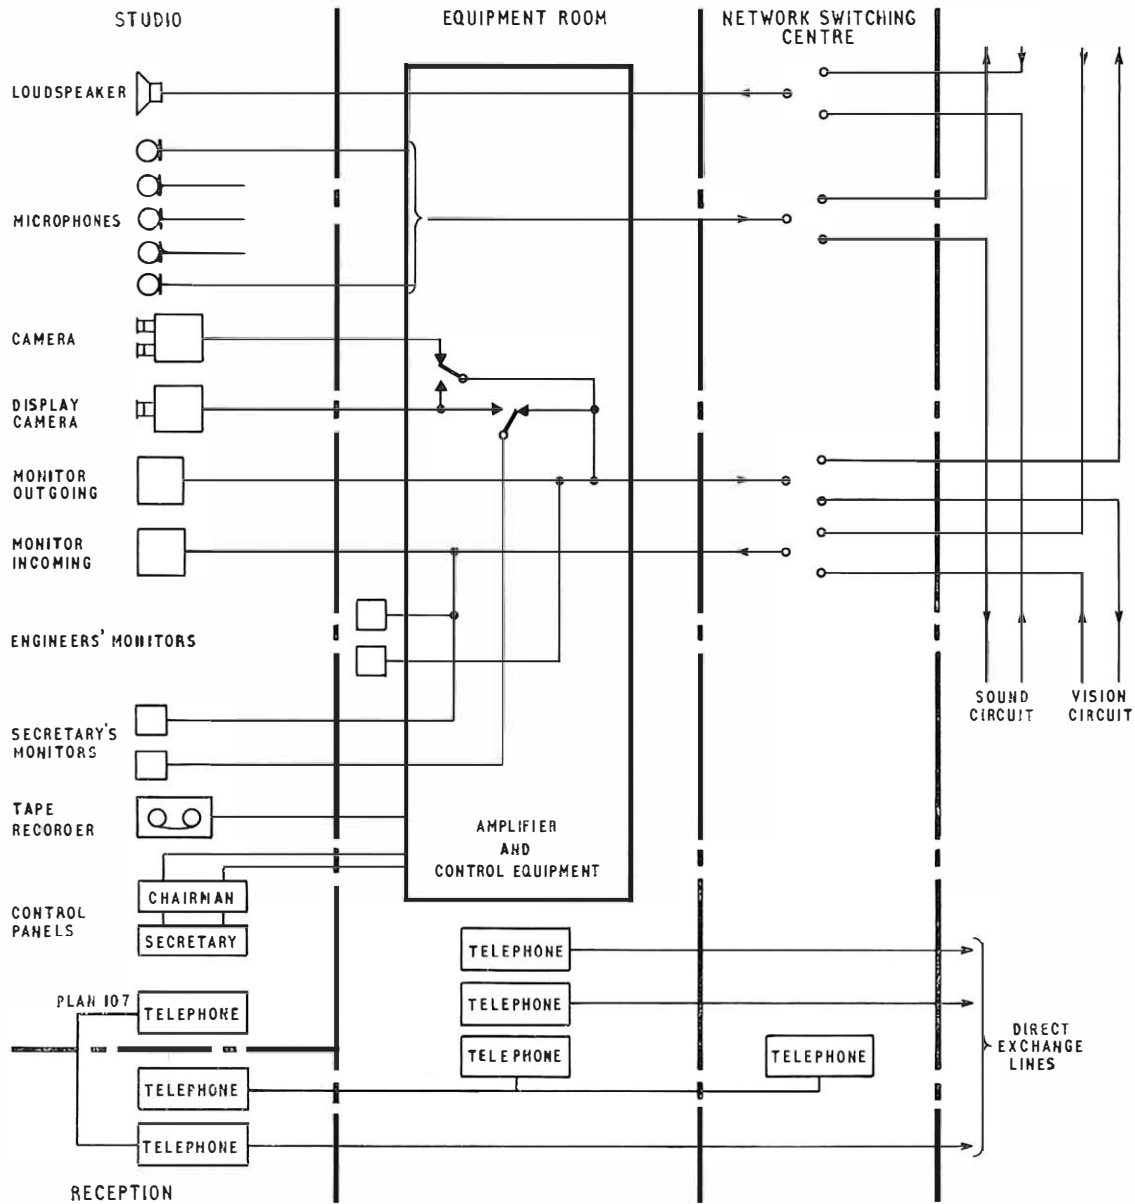 STUDIO
EQUIPMENT ROOM
NETWORK SWITCHING
CENTRE
LOUDSPEAKER
MICROPHONES
CAMERA
DISPLAY
CAMERA
MONITOR
OUTGOING
MONITOR
INCOMING
ENGINEERS' MONITORS
SOUND
CIRCUIT
VISION
CIRCUIT
SECRETARY'S
MONITORS
TAPE
RECORDER
AMPLIFIER
AND
CONTROL EQUIPMENT
CONTROL
PANELS
CHAIRMAN
SECRETARY
TELEPHONE
PLAN 107
TELEPHONE
TELEPHONE
DIRECT
EXCHANGE
LINES
TELEPHONE
TELEPHONE
TELEPHONE
TELEPHONE
RECEPTION